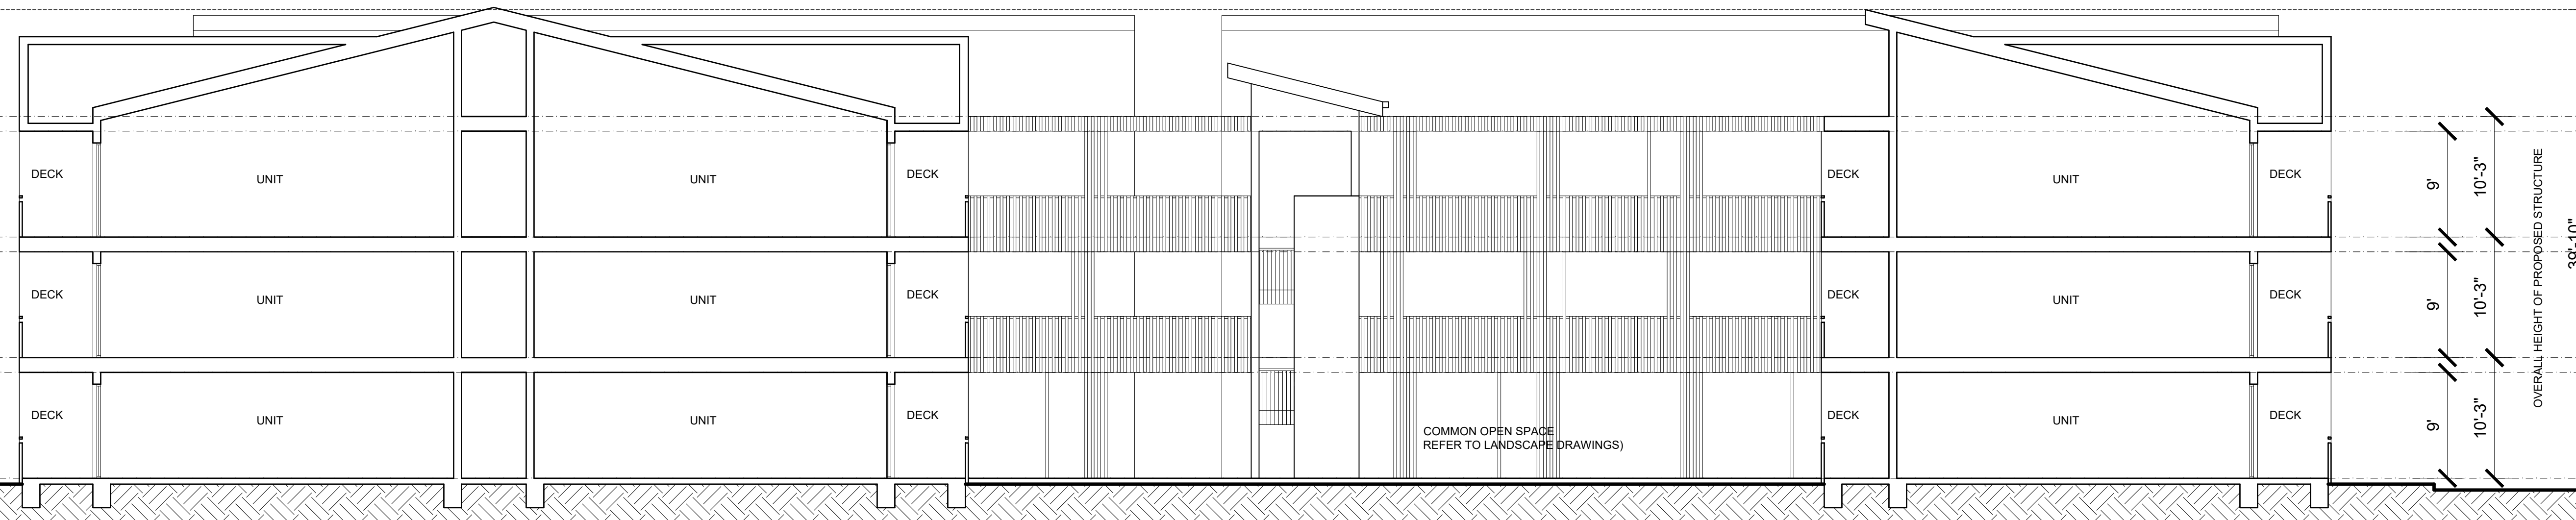 DECK
UNIT
UNIT
DECK
DECK
UNIT
DECK
9'
10'-3"
DECK
UNIT
UNIT
DECK
DECK
UNIT
DECK
9'
10'-3"
OVERALL HEIGHT OF PROPOSED STRUCTURE
39'-10"
DECK
UNIT
UNIT
DECK
COMMON OPEN SPACE
REFER TO LANDSCAPE DRAWINGS)
DECK
UNIT
DECK
9'
10'-3"